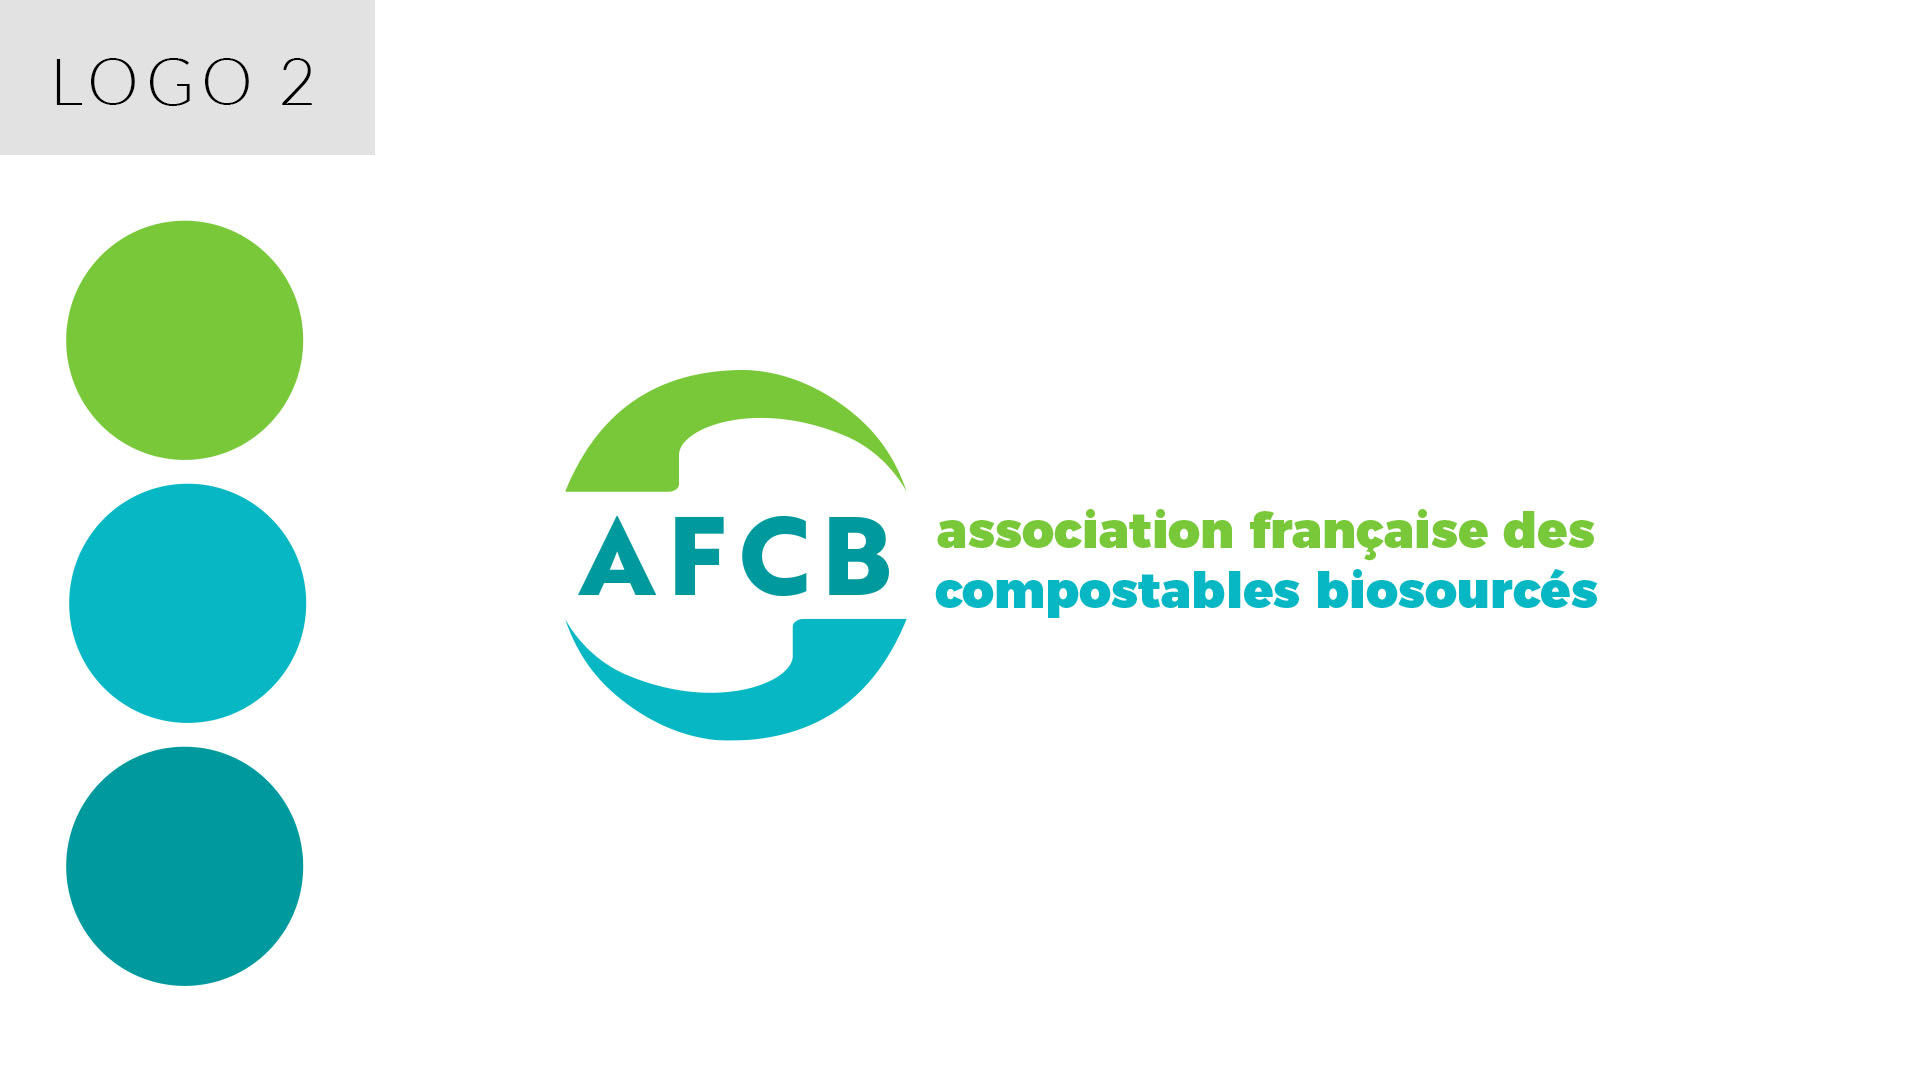 LOGO 2
AFCB
association française des
compostables biosourcés